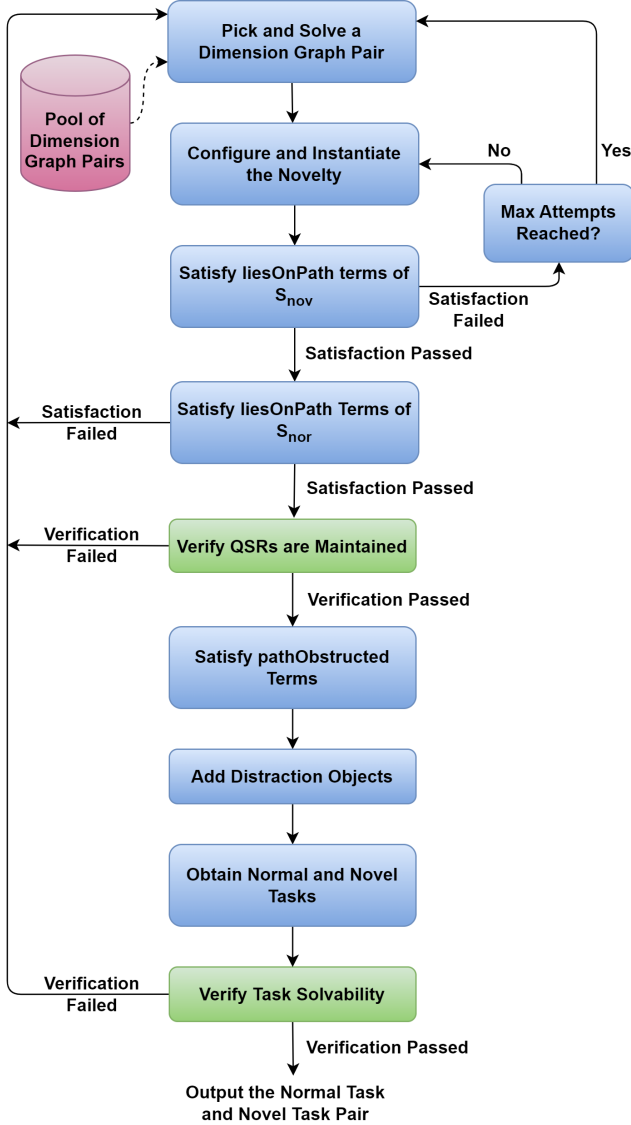 Pick and Solve a
Dimension Graph Pair
Pool of
Dimension
Graph Pairs
Configure and Instantiate
the Novelty
No
Yes
Max Attempts
Reached?
Satisfy liesOnPath terms of
Snov
Satisfaction
Failed
Satisfaction Passed
Satisfy liesOnPath Terms of
Snor
Satisfaction
Failed
Satisfaction Passed
Verify QSRs are Maintained
Verification
Failed
Verification Passed
Satisfy pathObstructed
Terms
Add Distraction Objects
Obtain Normal and Novel
Tasks
Verify Task Solvability
Verification
Failed
Verification Passed
Output the Normal Task
and Novel Task Pair